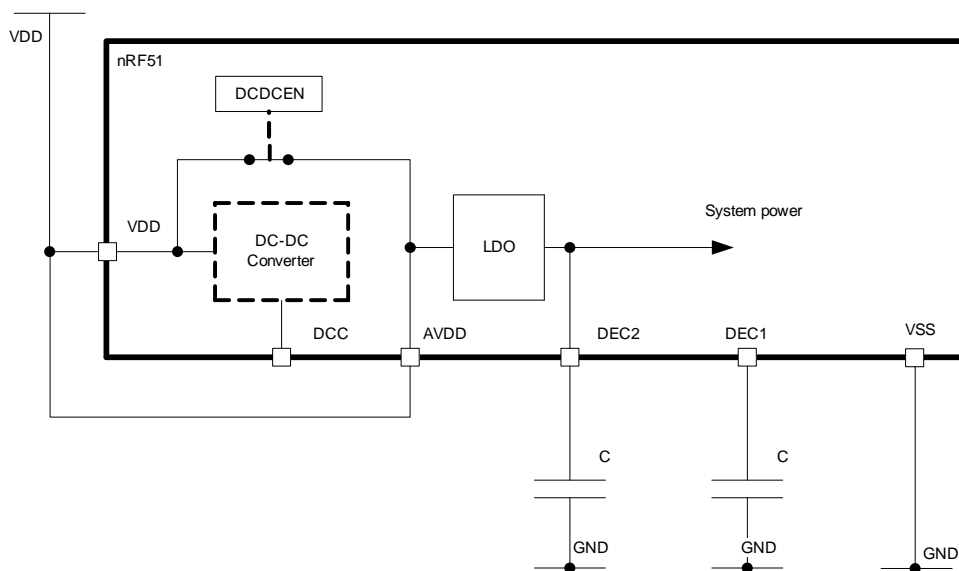 VDD
nRF51
DCDCEN
VDD
DC-DC
Converter
LDO
System power
DCC
AVDD
DEC2
DEC1
VSS
C
C
GND
GND
GND